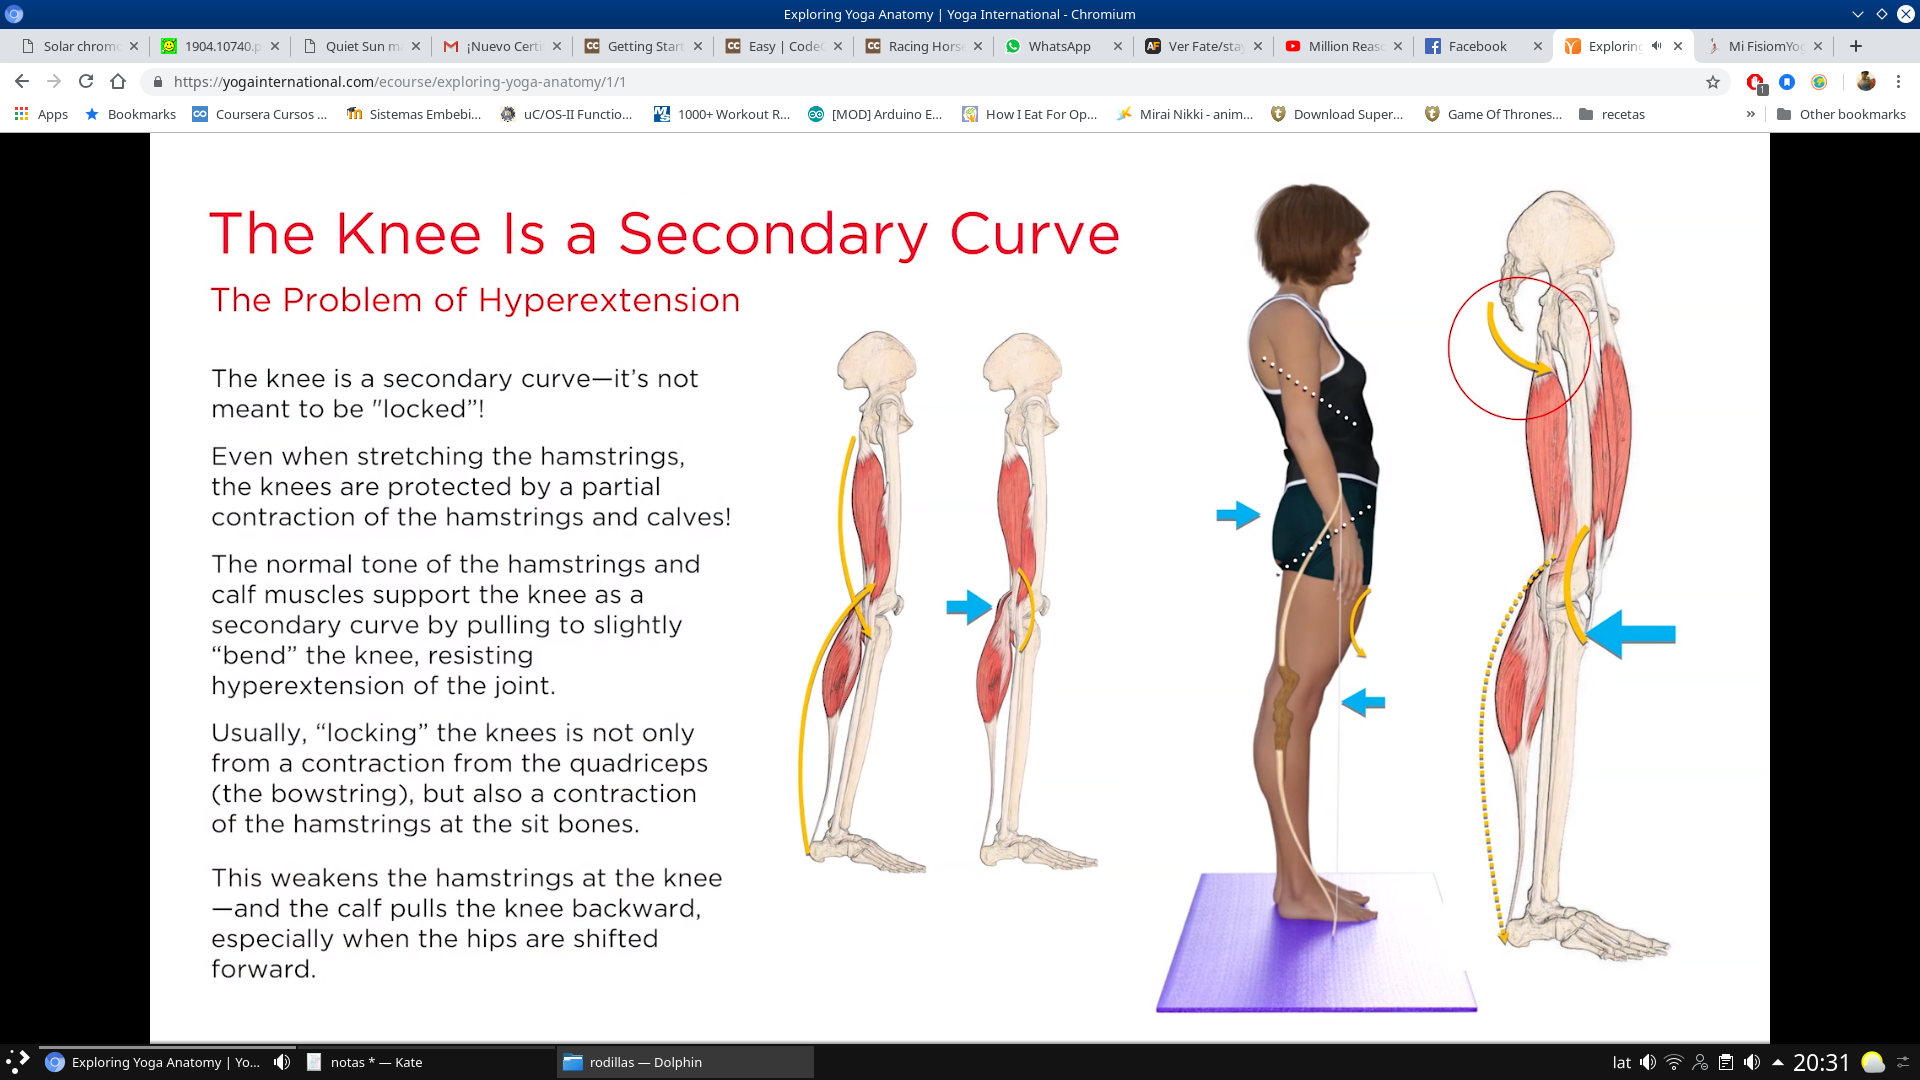 Exploring Yoga Anatomy | Yoga International - Chromium
Solar chrom
1904.10740.p
Quiet Sun m
¡Nuevo Certi
Getting Start
Easy | Code
Racing Horse
WhatsApp
Ver Fate/stay
Million Reas
Facebook
Exploring
Mi FisiomYo
https://yogainternational.com/ecourse/exploring-yoga-anatomy/1/1
1
Apps
Bookmarks
Coursera Cursos ...
Sistemas Embebi...
uC/OS-II Functio...
1000+ Workout R...
[MOD] Arduino E...
How I Eat For Op...
Mirai Nikki - anim...
Download Super...
Game Of Thrones...
recetas
»
Other bookmarks
The Knee Is a Secondary Curve
The Problem of Hyperextension
The knee is a secondary curve—it’s not
meant to be "locked”!
Even when stretching the hamstrings,
the knees are protected by a partial
contraction of the hamstrings and calves!
The normal tone of the hamstrings and
calf muscles support the knee as a
secondary curve by pulling to slightly
“bend” the knee, resisting
hyperextension of the joint.
Usually, “locking” the knees is not only
from a contraction from the quadriceps
(the bowstring), but also a contraction
of the hamstrings at the sit bones.
This weakens the hamstrings at the knee
—and the calf pulls the knee backward,
especially when the hips are shifted
forward.
Exploring Yoga Anatomy | Yo...
notas * — Kate
rodillas — Dolphin
lat
20:31